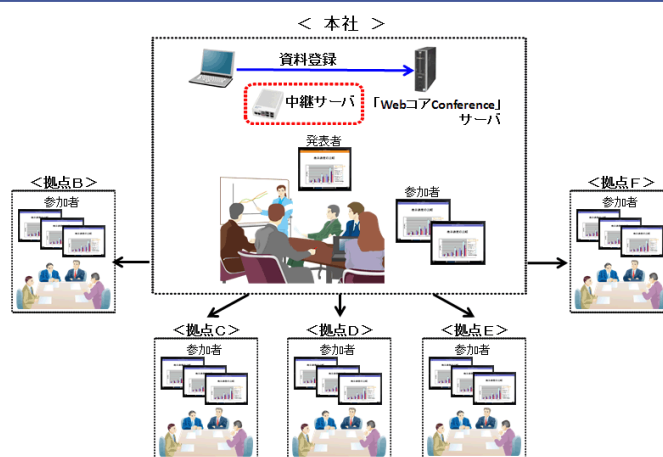 ＜ 本社 ＞
資料登録
中継サーバ
「WebコアConference」
サーバ
発表者
参加者
＜拠点B＞
参加者
＜拠点F＞
参加者
＜拠点C＞
参加者
＜拠点D＞
参加者
＜拠点E＞
参加者